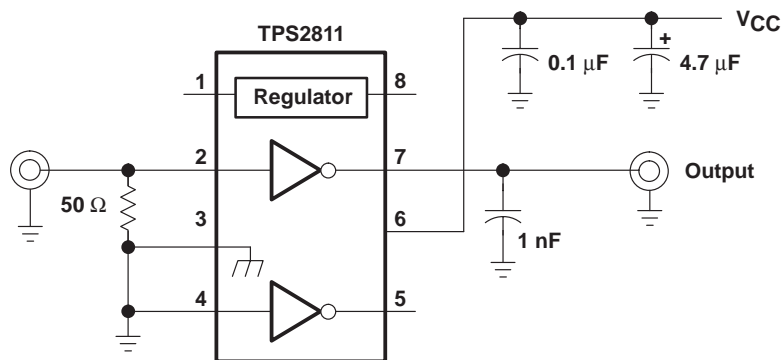 TPS2811
V_CC
+
0.1 µF
4.7 µF
1
Regulator
8
2
7
Output
50 Ω
3
6
1 nF
4
5